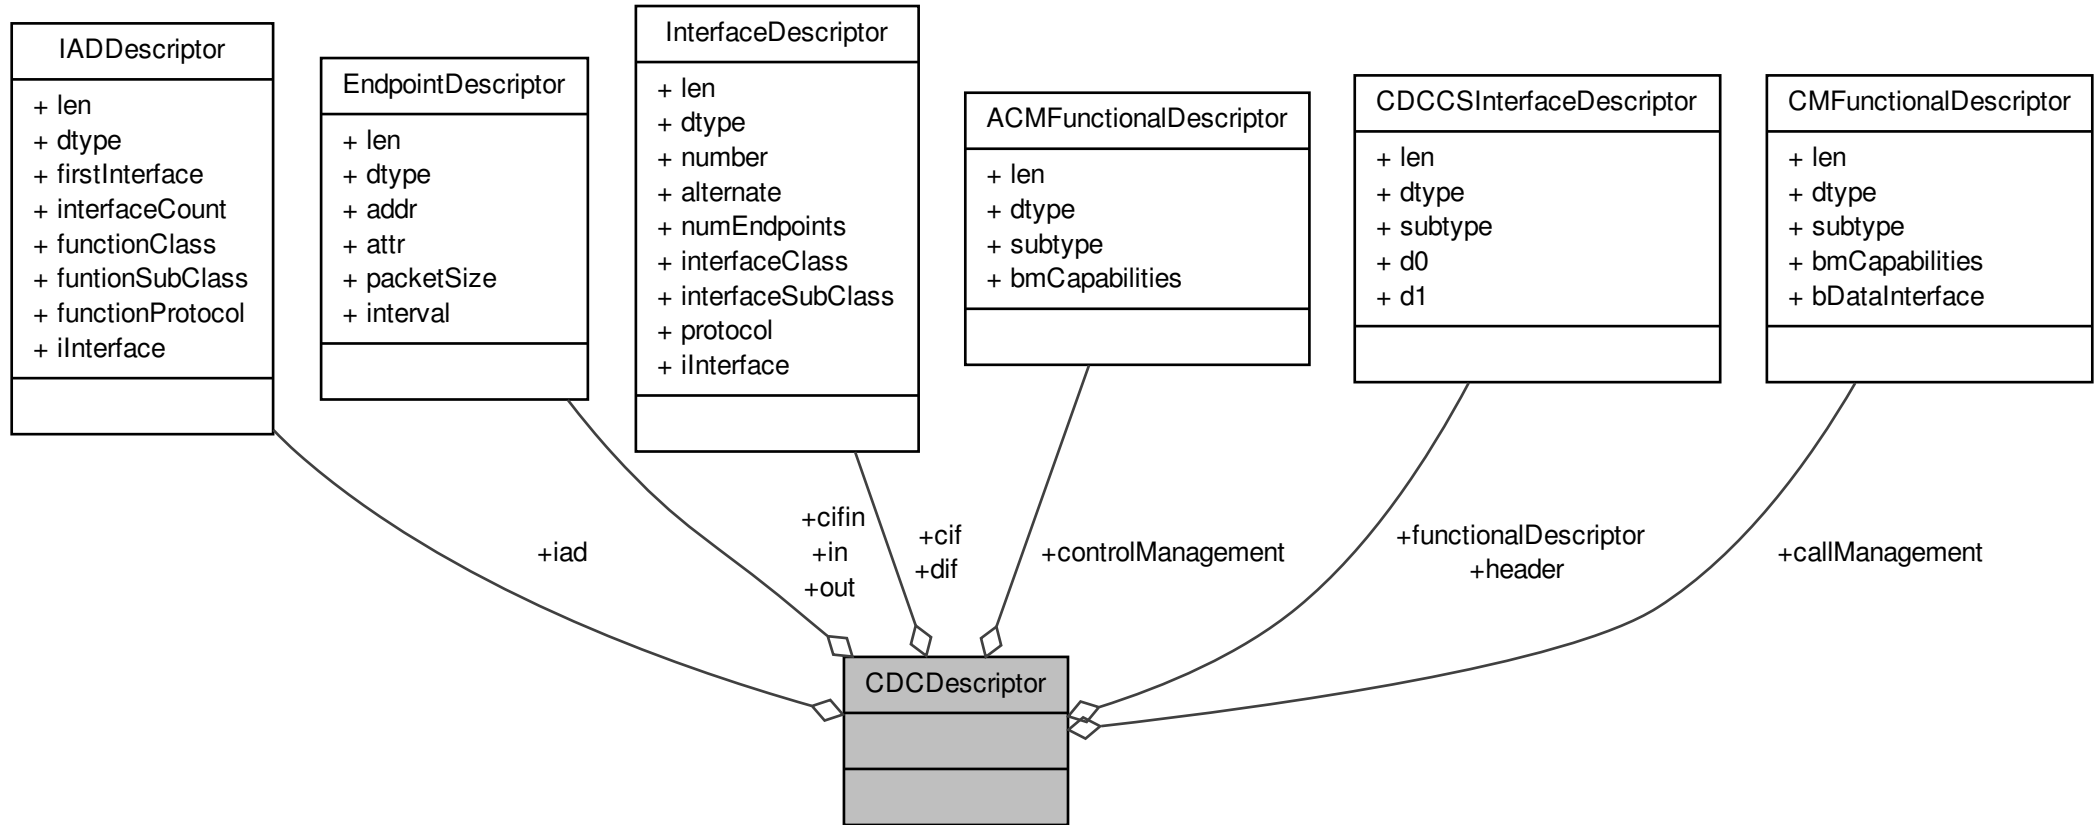 IADDescriptor
+ len
+ dtype
+ firstInterface
+ interfaceCount
+ functionClass
+ funtionSubClass
+ functionProtocol
+ iInterface
EndpointDescriptor
+ len
+ dtype
+ addr
+ attr
+ packetSize
+ interval
InterfaceDescriptor
+ len
+ dtype
+ number
+ alternate
+ numEndpoints
+ interfaceClass
+ interfaceSubClass
+ protocol
+ iInterface
ACMFunctionalDescriptor
+ len
+ dtype
+ subtype
+ bmCapabilities
CDCCSInterfaceDescriptor
+ len
+ dtype
+ subtype
+ d0
+ d1
CMFunctionalDescriptor
+ len
+ dtype
+ subtype
+ bmCapabilities
+ bDataInterface
+iad
+cifin
+in
+out
+cif
+dif
+controlManagement
+functionalDescriptor
+header
+callManagement
CDCDescriptor